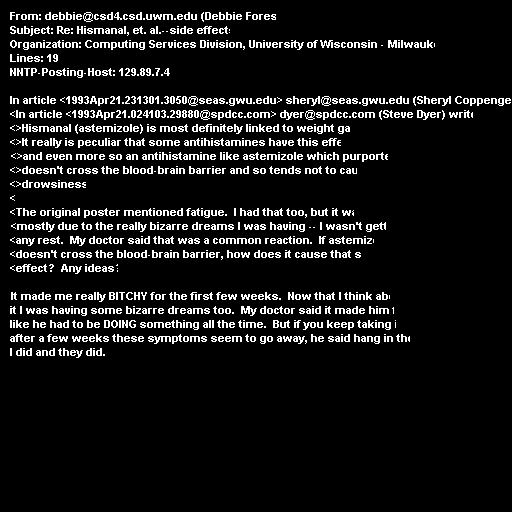 From: debbie@csd4.csd.uwm.edu (Debbie Fores
Subject: Re: Hismanal, et. al.--side effects
Organization: Computing Services Division, University of Wisconsin - Milwauk
Lines: 19
NNTP-Posting-Host: 129.89.7.4

In article <1993Apr21.231301.3050@seas.gwu.edu> sheryl@seas.gwu.edu (Sheryl Coppenge
<In article <1993Apr21.024103.29880@spdcc.com> dyer@spdcc.com (Steve Dyer) write
<>Hismanal (astemizole) is most definitely linked to weight ga
<>It really is peculiar that some antihistamines have this effe
<>and even more so an antihistamine like astemizole which purporte
<>doesn't cross the blood-brain barrier and so tends not to cau
<>drowsiness
<
<The original poster mentioned fatigue.  I had that too, but it wa
<mostly due to the really bizarre dreams I was having -- I wasn't gett
<any rest.  My doctor said that was a common reaction.  If astemiz
<doesn't cross the blood-brain barrier, how does it cause that s
<effect?  Any ideas?

It made me really BITCHY for the first few weeks.  Now that I think ab
it I was having some bizarre dreams too.  My doctor said it made him
like he had to be DOING something all the time.  But if you keep taking i
after a few weeks these symptoms seem to go away, he said hang in the
I did and they did.